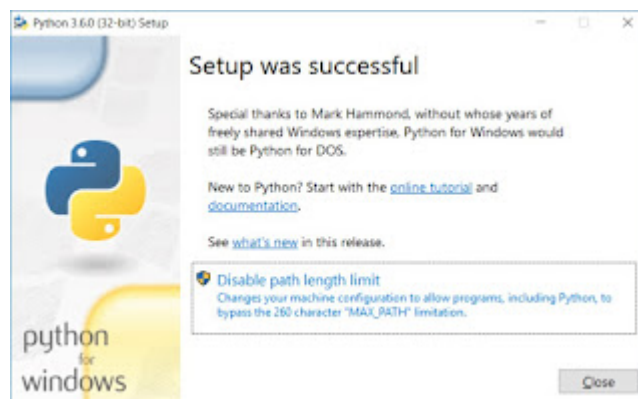 Python 3.6.0 (32-bit) Setup
Setup was successful
Special thanks to Mark Hammond, without whose years of
freely shared Windows expertise, Python for Windows would
still be Python for DOS.
New to Python? Start with the online tutorial and
documentation.
See what's new in this release.
Disable path length limit
Changes your machine configuration to allow programs, including Python, to
bypass the 260 character "MAX_PATH" limitation.
python
for
windows
Close